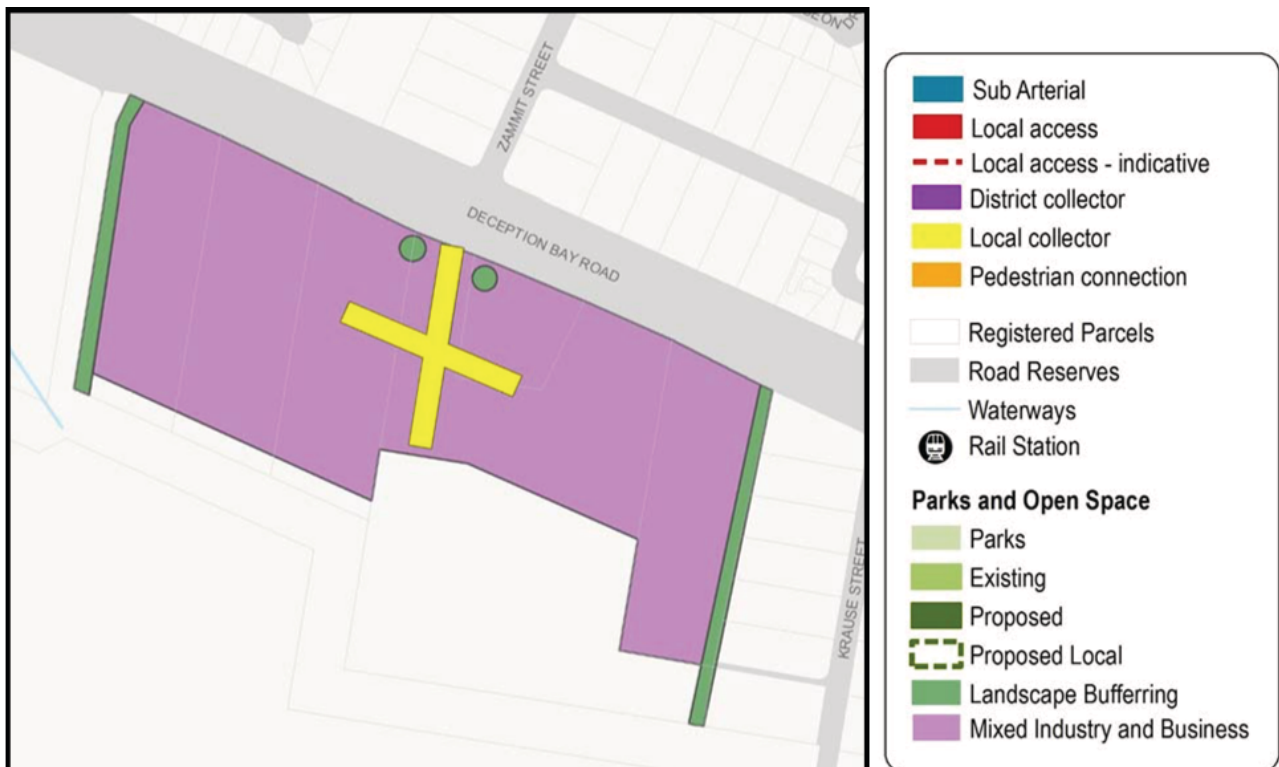 ZAMMIT STREET
DECEPTION BAY ROAD
KRAUSE STREET
Sub Arterial
Local access
Local access - indicative
District collector
Local collector
Pedestrian connection
Registered Parcels
Road Reserves
Waterways
Rail Station
Parks and Open Space
Parks
Existing
Proposed
Proposed Local
Landscape Bufferring
Mixed Industry and Business